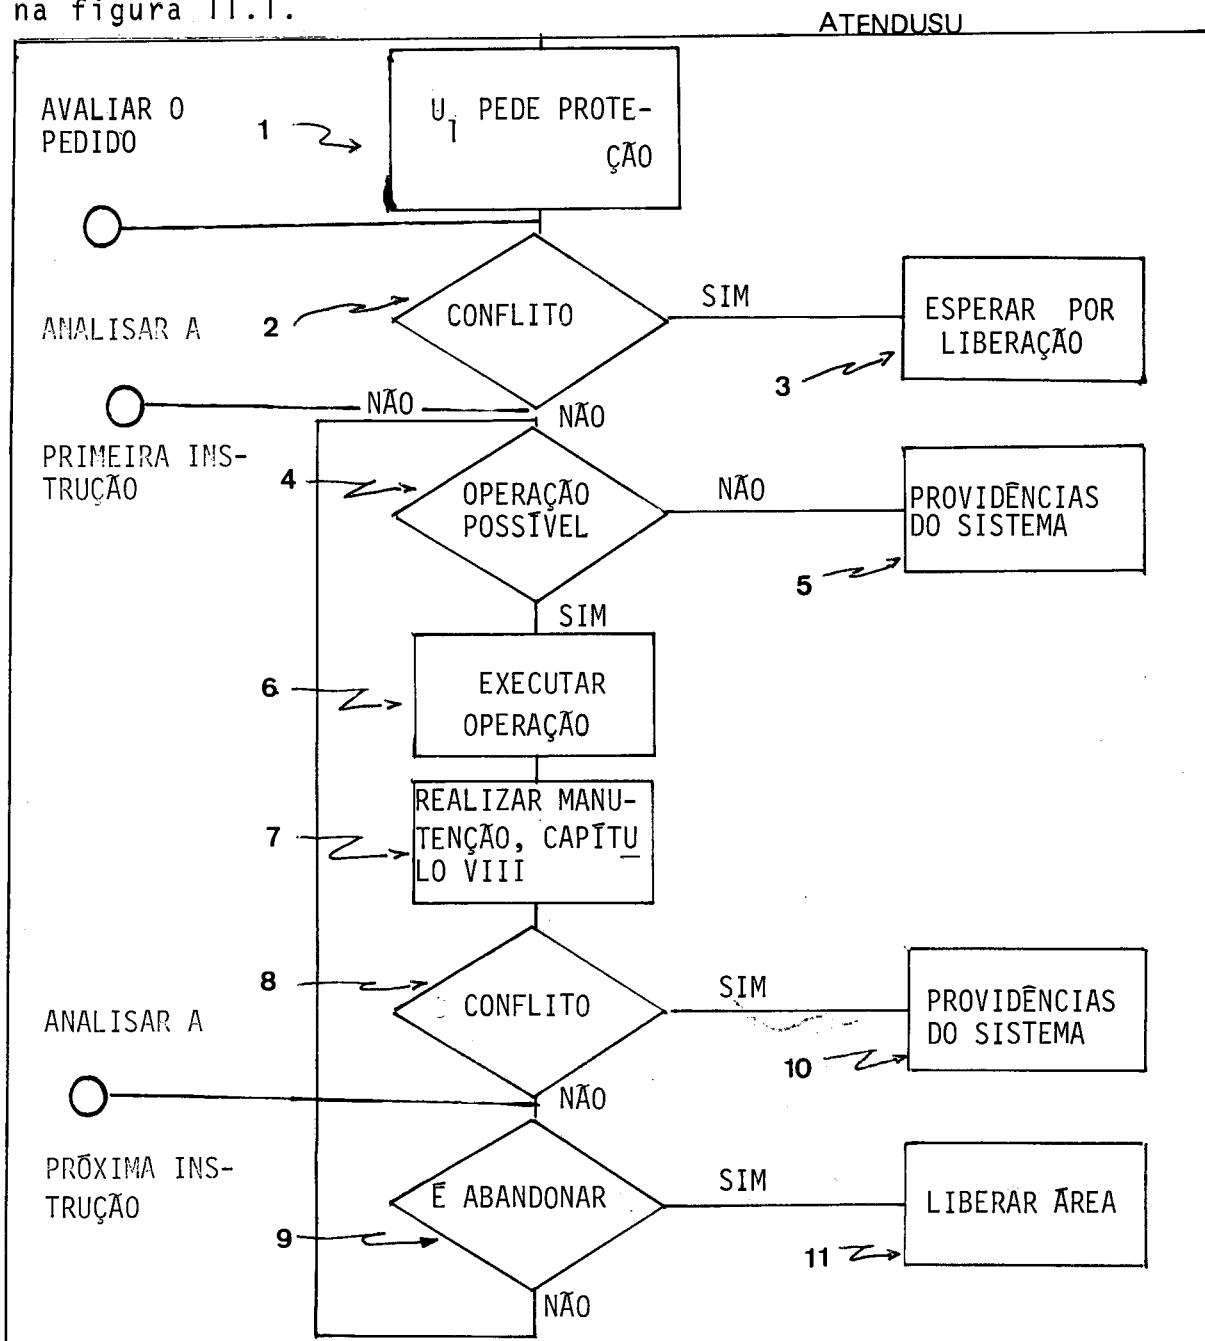 na figura II.1.
ATENDUSU
AVALIAR O
PEDIDO
1
U1 PEDE PROTE-
ÇÃO
ANALISAR A
2
CONFLITO
SIM
ESPERAR POR
LIBERAÇÃO
3
NÃO
NÃO
PRIMEIRA INS-
TRUÇÃO
4
OPERAÇÃO
POSSÍVEL
NÃO
PROVIDÊNCIAS
DO SISTEMA
5
SIM
6
EXECUTAR
OPERAÇÃO
7
REALIZAR MANU-
TENÇÃO, CAPÍTU
LO VIII
8
CONFLITO
SIM
PROVIDÊNCIAS
DO SISTEMA
10
ANALISAR A
NÃO
PRÓXIMA INS-
TRUÇÃO
É ABANDONAR
SIM
LIBERAR ÁREA
9
11
NÃO